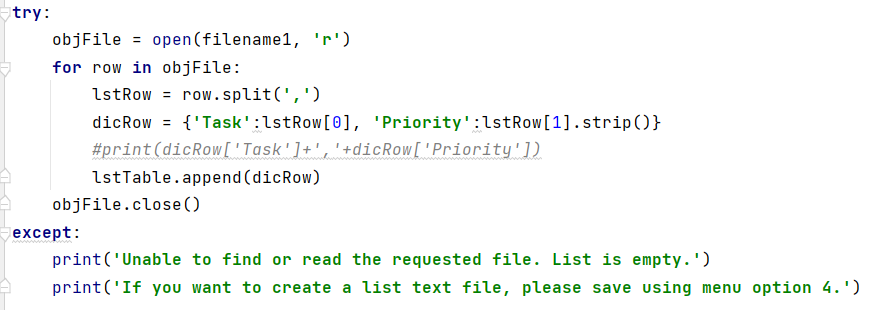 try:
    objFile = open(filename1, 'r')
    for row in objFile:
        lstRow = row.split(',')
        dicRow = {'Task':lstRow[0], 'Priority':lstRow[1].strip()}
        #print(dicRow['Task']+','+dicRow['Priority'])
        lstTable.append(dicRow)
    objFile.close()
except:
    print('Unable to find or read the requested file. List is empty.')
    print('If you want to create a list text file, please save using menu option 4.')